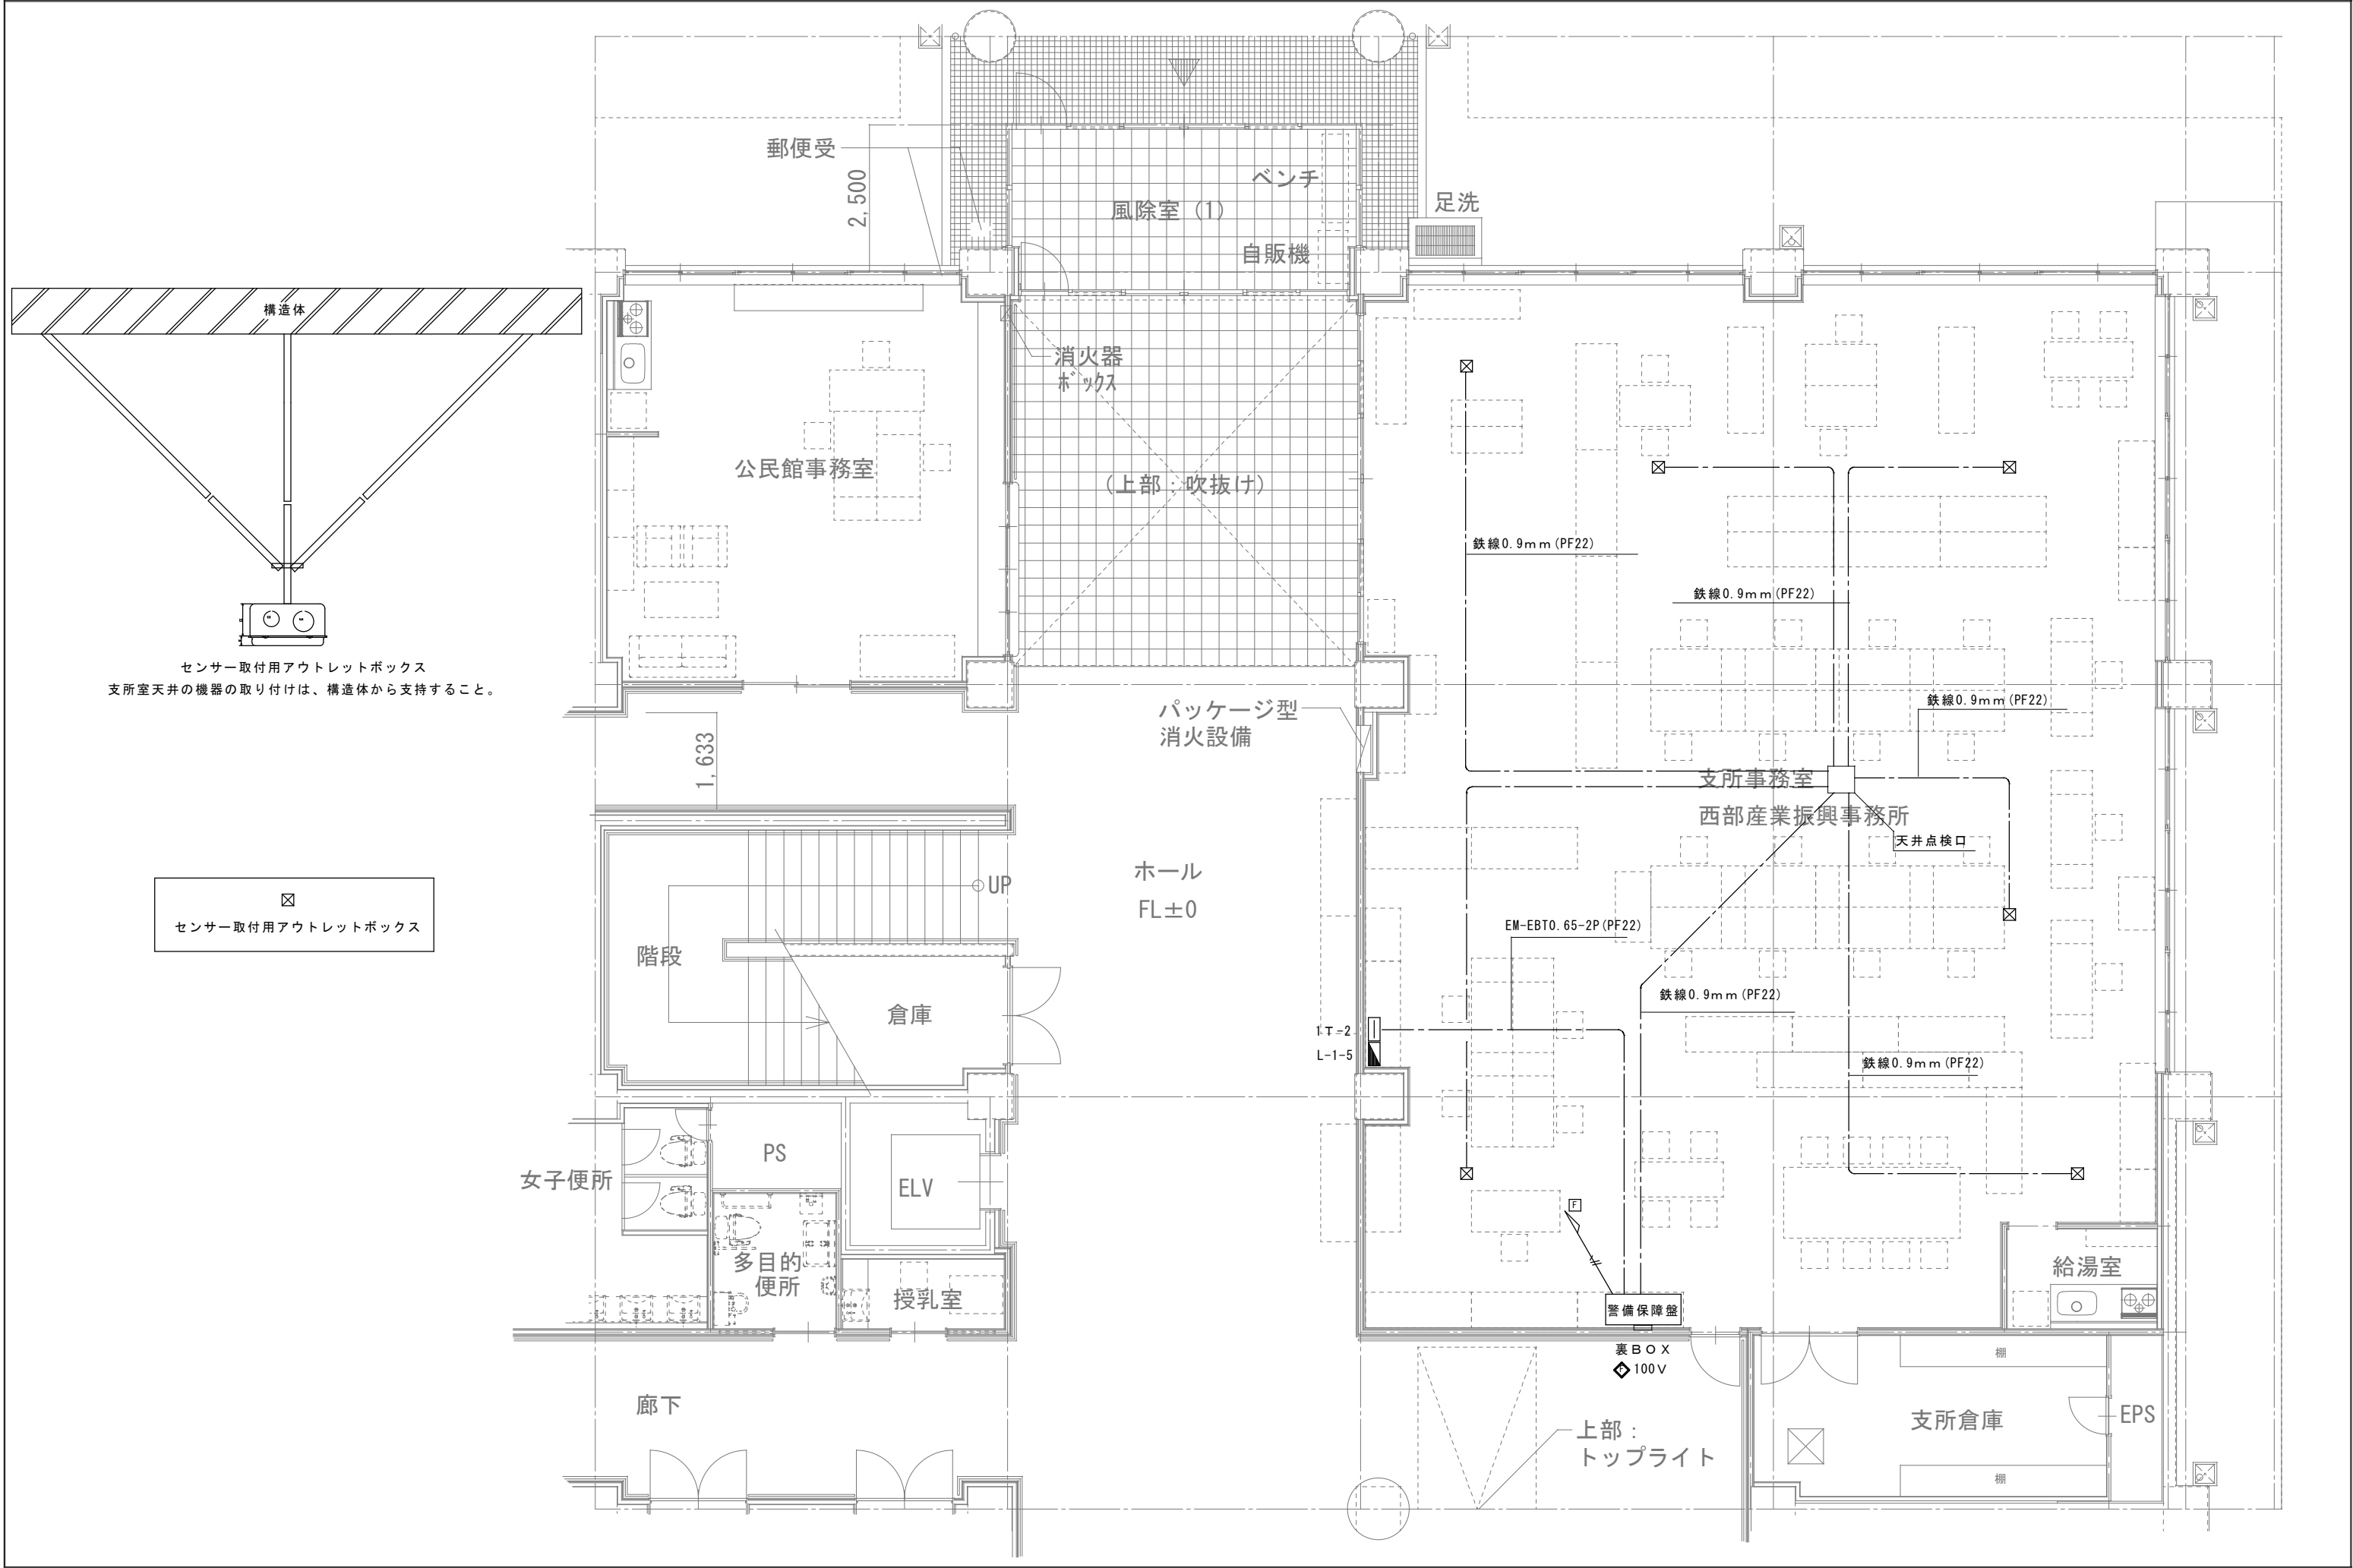 郵便受
2,500
ベンチ
風除室 (1)
自販機
足洗
構造体
消火器
ボックス
公民館事務室
(上部:吹抜け)
鉄線0.9mm(PF22)
鉄線0.9mm(PF22)
センサー取付用アウトレットボックス
支所室天井の機器の取り付けは、構造体から支持すること。
鉄線0.9mm(PF22)
パッケージ型
消火設備
1,633
支所事務室
西部産業振興事務所
天井点検口
ホール
FL±0
UP
センサー取付用アウトレットボックス
階段
倉庫
EM-EBT0.65-2P(PF22)
鉄線0.9mm(PF22)
1T-2
L-1-5
鉄線0.9mm(PF22)
PS
女子便所
ELV
F
多目的
便所
授乳室
給湯室
警備保障盤
裏BOX
100V
棚
廊下
支所倉庫
EPS
上部:
トップライト
棚